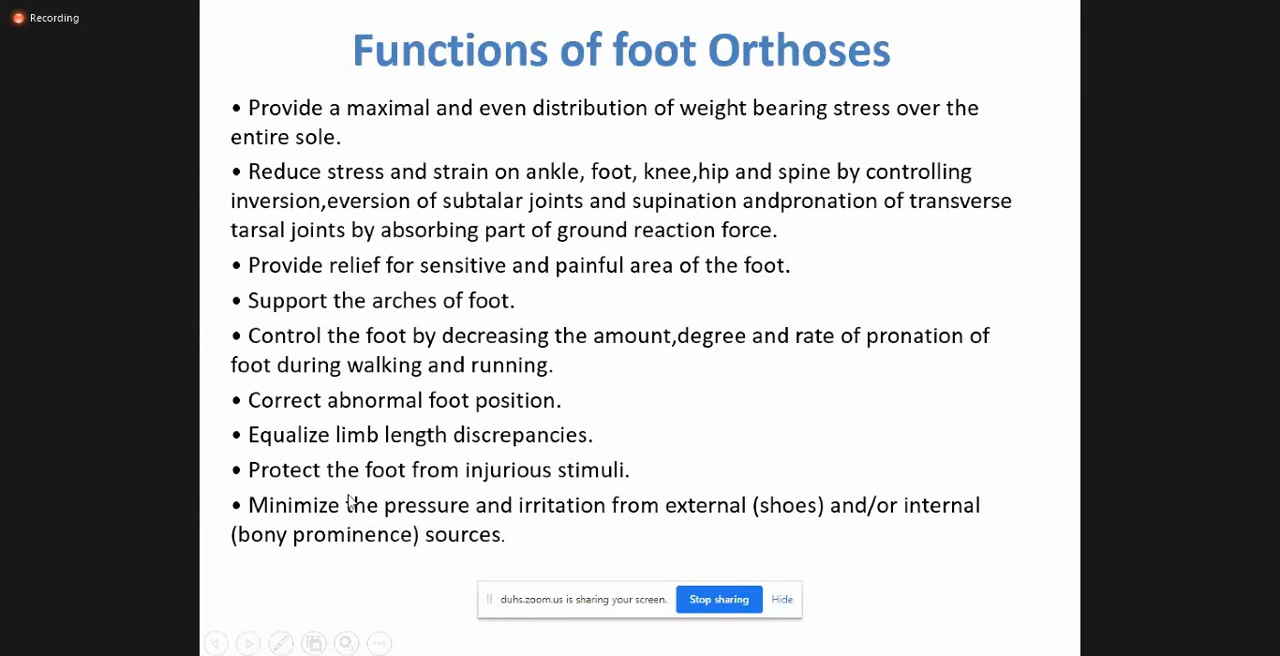 Recording
Functions of foot Orthoses
• Provide a maximal and even distribution of weight bearing stress over the
entire sole.
• Reduce stress and strain on ankle, foot, knee,hip and spine by controlling
inversion,eversion of subtalar joints and supination andpronation of transverse
tarsal joints by absorbing part of ground reaction force.
• Provide relief for sensitive and painful area of the foot.
• Support the arches of foot.
• Control the foot by decreasing the amount,degree and rate of pronation of
foot during walking and running.
• Correct abnormal foot position.
• Equalize limb length discrepancies.
• Protect the foot from injurious stimuli.
• Minimize the pressure and irritation from external (shoes) and/or internal
(bony prominence) sources.
duhs.zoom.us is sharing your screen. Stop sharing Hide